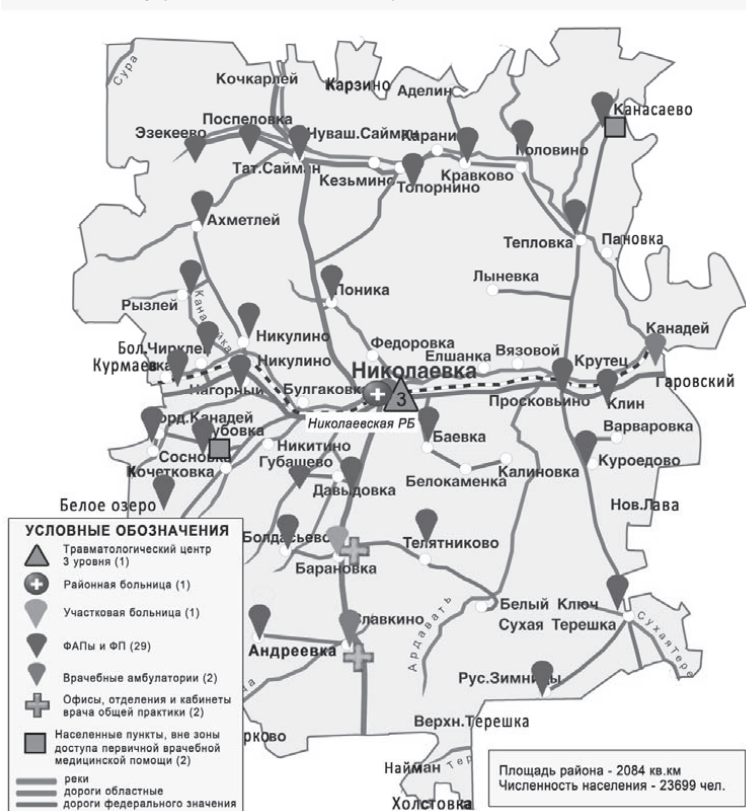 Сура
Кочкарлей
Карзино
Аделин
Поспеловка
Канасаево
Эзекеево
Чуваш.Сайман
Карани
Головино
Тат.Сайман
Кезьмино
Топорнино
Кравково
Ахметлей
Тепловка
Пановка
Поника
Лыневка
Рызлей
Никулино
Федоровка
Канадей
Бол.Чирклей
Курмаевка
Никулино
Елшанка
Вязовой
Крутец
Николаевка
Нагорный
Булгаковка
Гаровский
3
Просковьино
Клин
Николаевская РБ
орд.Канадей
убовка
Баевка
Варваровка
Никитино
Сосновка
Губашево
Кочетковка
Калиновка
Куроедово
Давыдовка
Белокаменка
Белое озеро
Нов.Лава
Болдасьево
Телятниково
Барановка
Белый Ключ
Славкино
Сухая Терешка
Андреевка
Ардавать
Рус.Зимницы
Верхн.Терешка
рково
Найман
Холстовка
УСЛОВНЫЕ ОБОЗНАЧЕНИЯ
Травматологический центр
3 уровня (1)
Районная больница (1)
Участковая больница (1)
ФАПы и ФП (29)
Врачебные амбулатории (2)
Офисы, отделения и кабинеты
врача общей практики (2)
Населенные пункты, вне зоны
доступа первичной врачебной
медицинской помощи (2)
реки
дороги областные
дороги федерального значения
Площадь района - 2084 кв.км
Численность населения - 23699 чел.